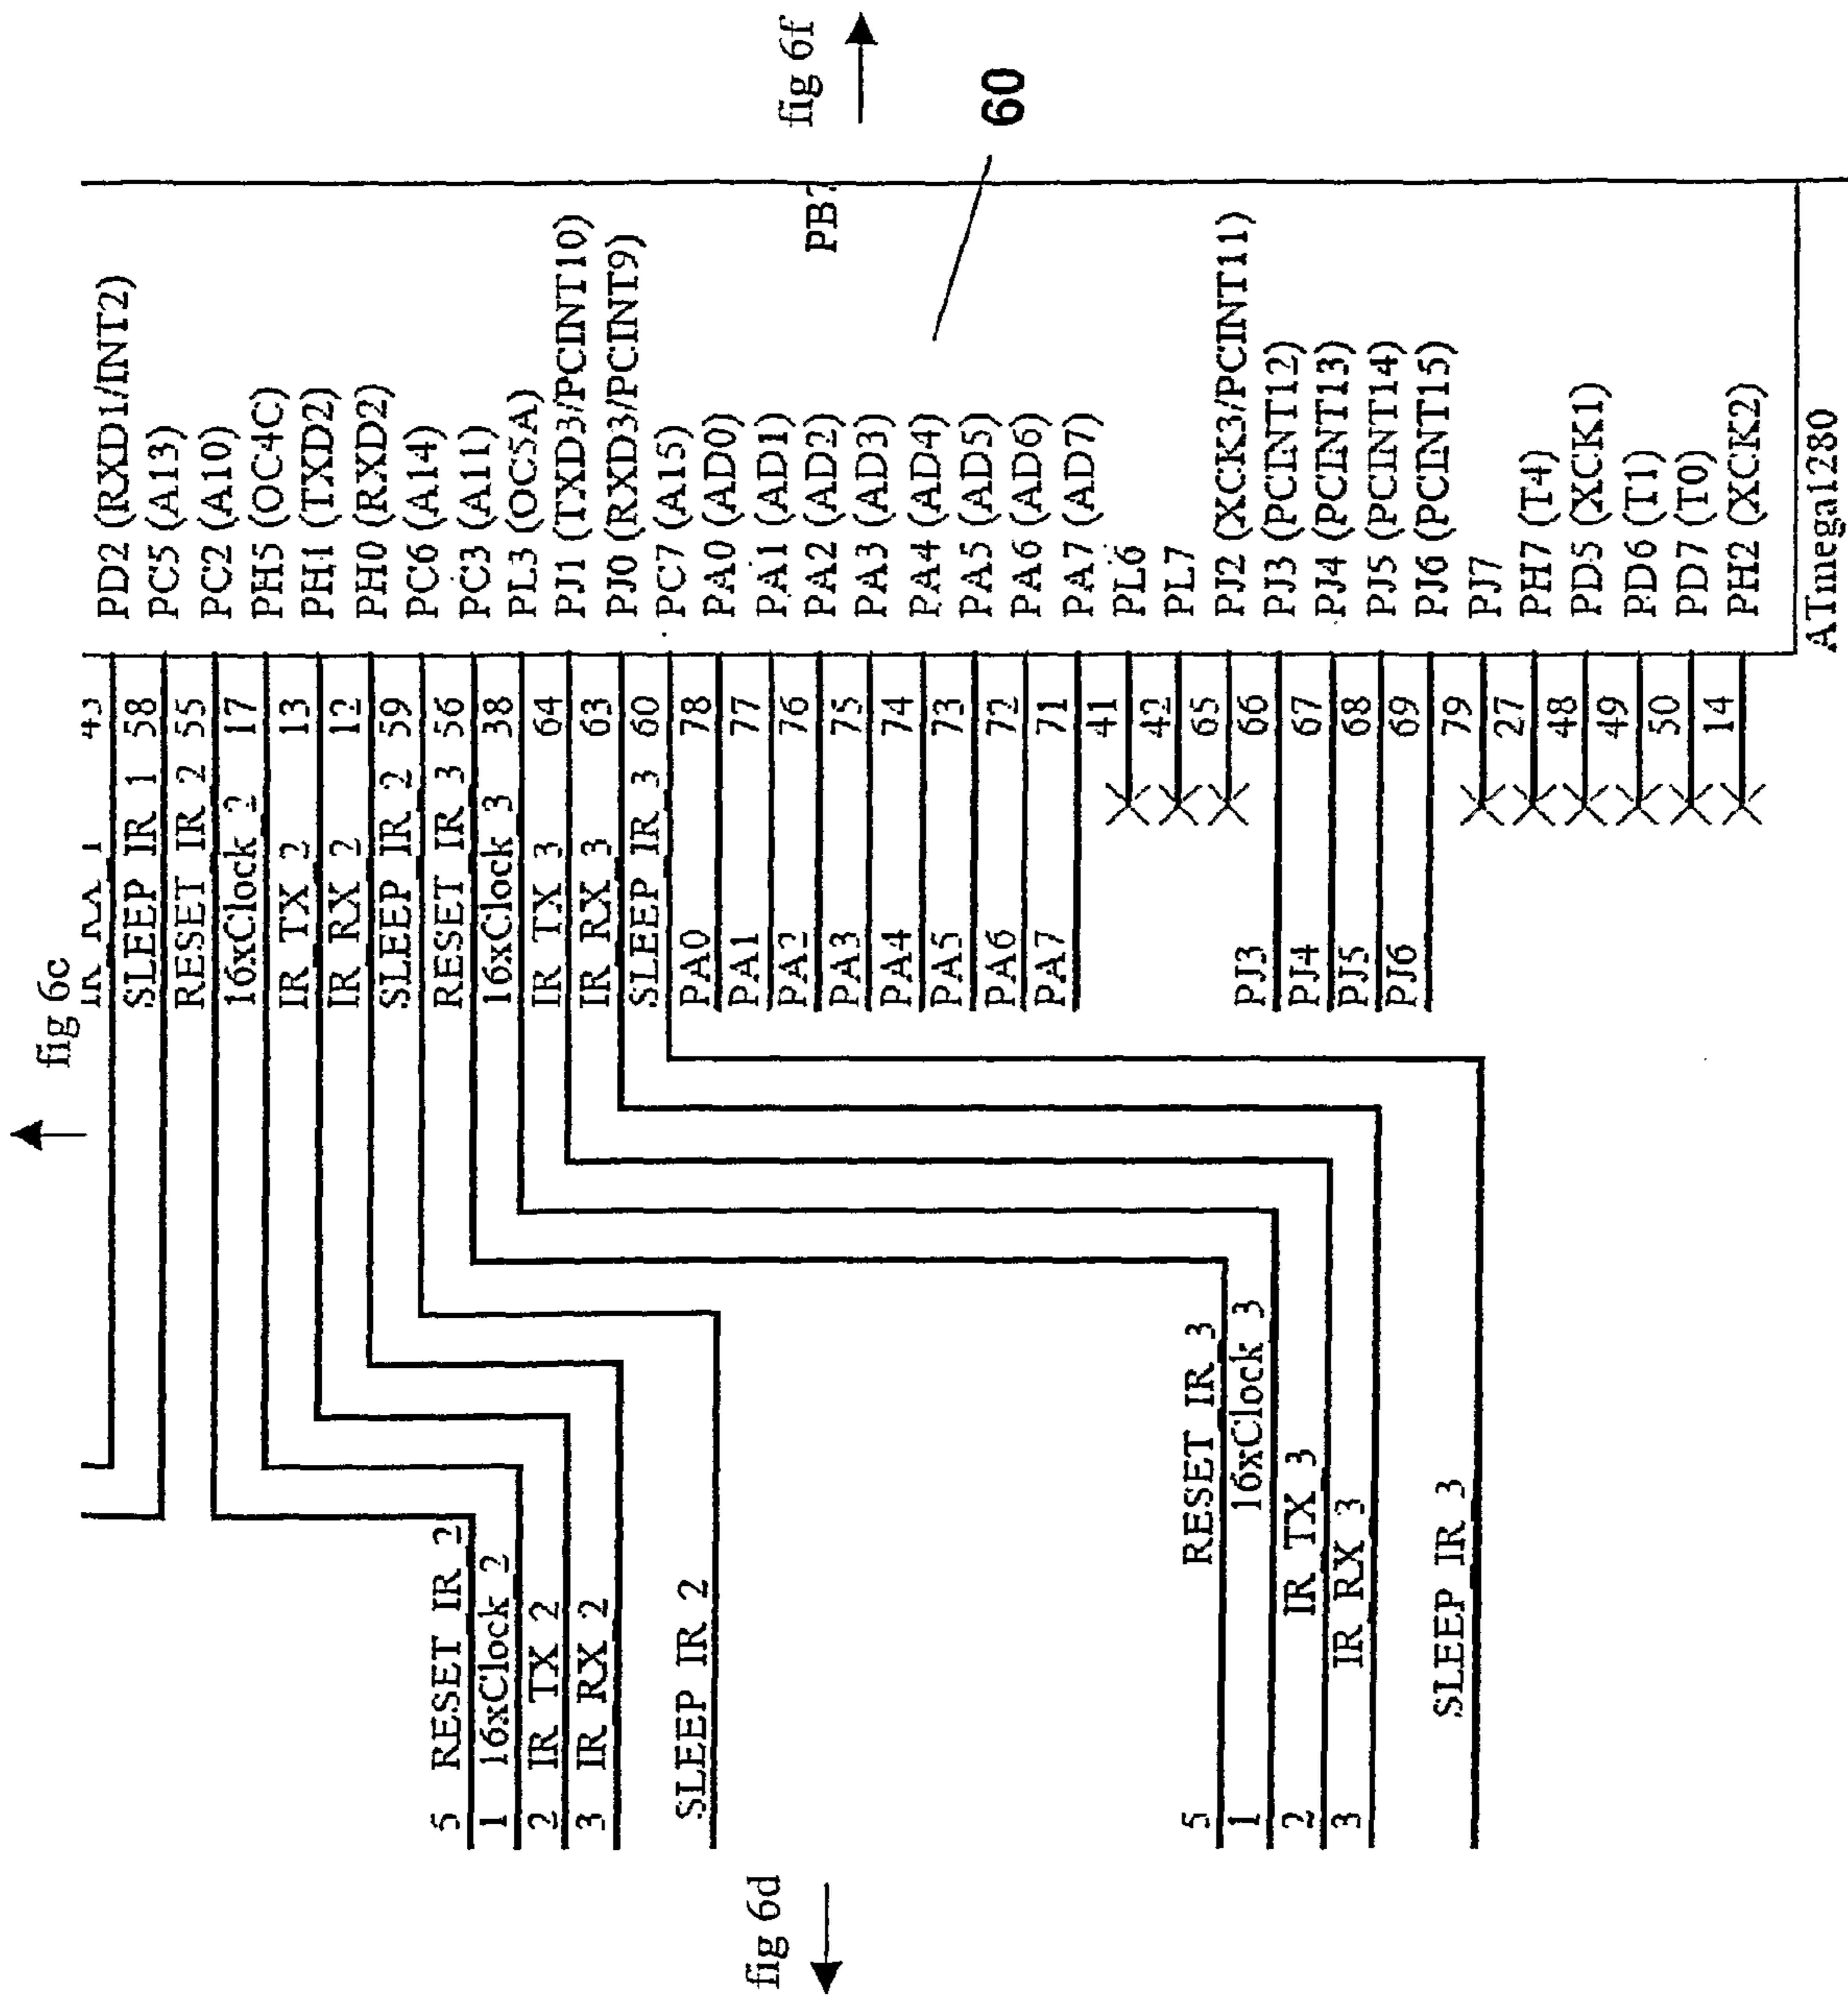 fig 6c
IR RX 1 43 PD2 (RXD1/INT2)
SLEEP IR 1 58 PC5 (A13)
RESET IR 2 55 PC2 (A10)
16xClock 2 17 PH5 (OC4C)
IR TX 2 13 PH1 (TXD2)
IR RX 2 12 PH0 (RXD2)
SLEEP IR 2 59 PC6 (A14)
5 RESET IR 2
RESET IR 3 56 PC3 (A11)
1 16xClock 2
16xClock 3 38 PL3 (OC5A)
2 IR TX 2
IR TX 3 64 PJ1 (TXD3/PCINT10)
3 IR RX 2
IR RX 3 63 PJ0 (RXD3/PCINT9)
SLEEP IR 3 60 PC7 (A15)
SLEEP IR 2
PA0 78 PA0 (AD0)
PA1 77 PA1 (AD1)
fig 6d
fig 6f
PA2 76 PA2 (AD2)
PB7
PA3 75 PA3 (AD3)
PA4 74 PA4 (AD4)
PA5 73 PA5 (AD5)
60
PA6 72 PA6 (AD6)
PA7 71 PA7 (AD7)
41 PL6
42 PL7
5 RESET IR 3
65 PJ2 (XCK3/PCINT11)
1 16xClock 3
PJ3 66 PJ3 (PCINT12)
2 IR TX 3
PJ4 67 PJ4 (PCINT13)
3 IR RX 3
PJ5 68 PJ5 (PCINT14)
PJ6 69 PJ6 (PCINT15)
SLEEP IR 3
79 PJ7
27 PH7 (T4)
48 PD5 (XCK1)
49 PD6 (T1)
50 PD7 (T0)
14 PH2 (XCK2)
ATmega1280